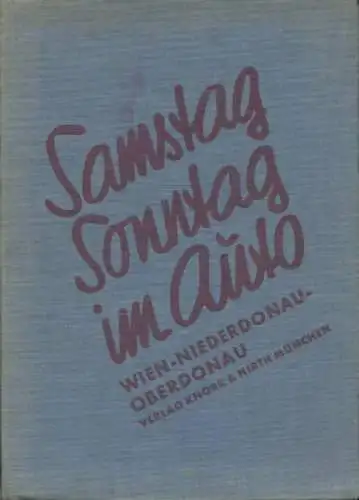 Samstag
Sonntag
im Auto
WIEN-NIEDERDONAU-
OBERDONAU
VERLAG KNORR & HIRTH MÜNCHEN